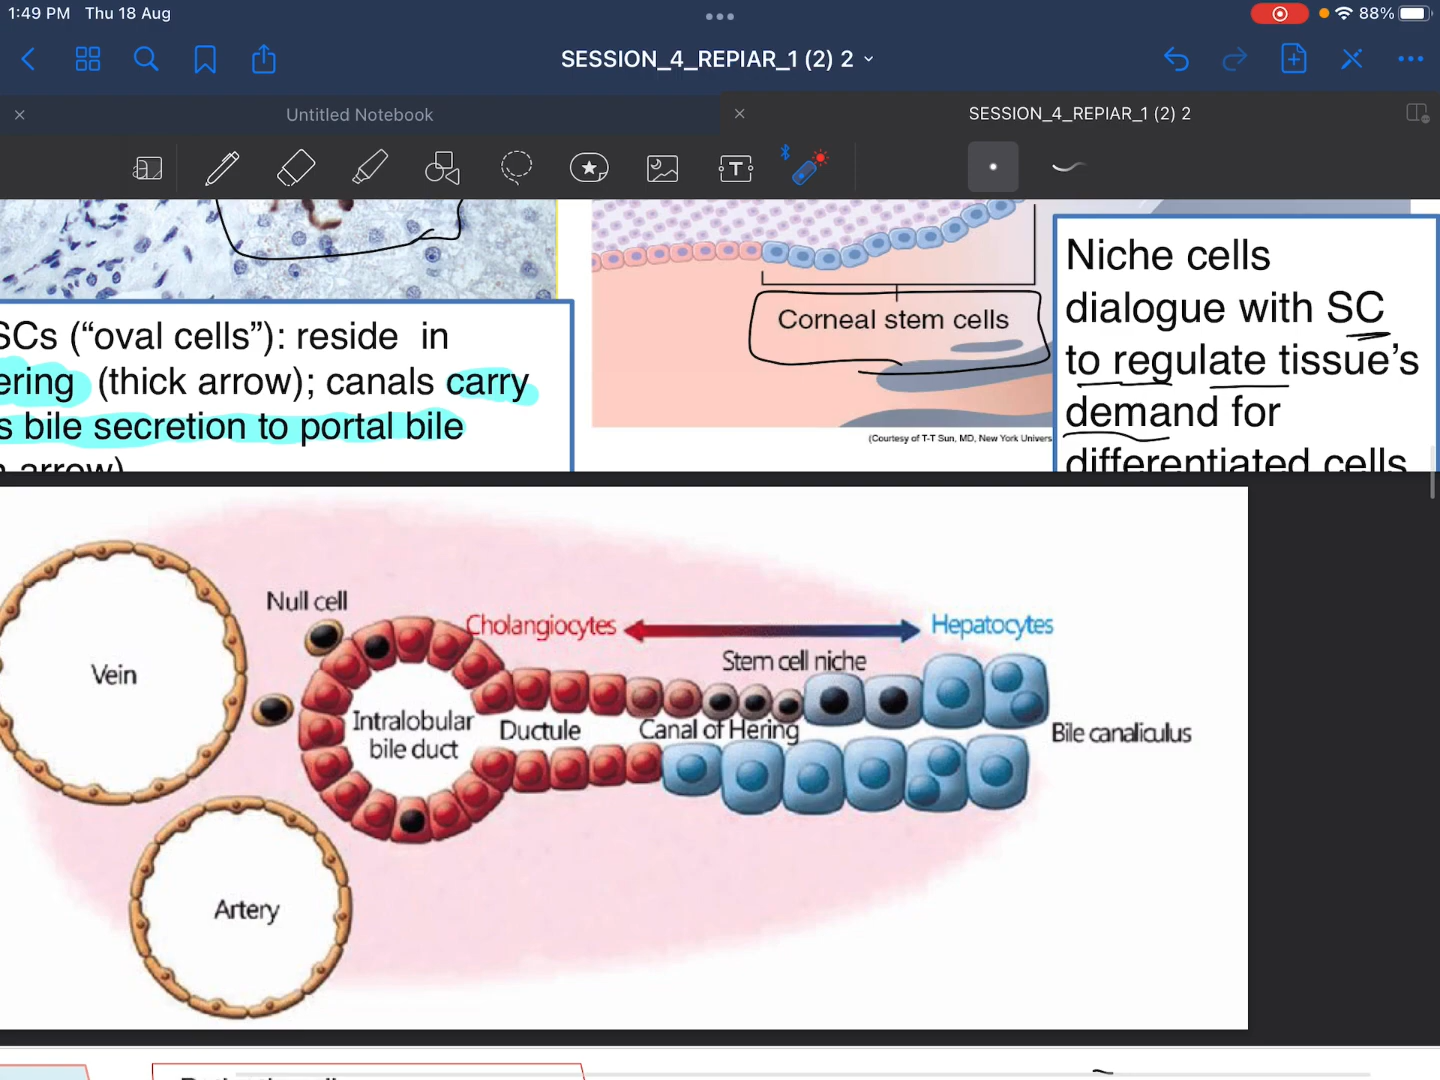 1:49 PM Thu 18 Aug
88%
SESSION_4_REPIAR_1 (2) 2
Untitled Notebook
SESSION_4_REPIAR_1 (2) 2
SCs (“oval cells”): reside in
ering (thick arrow); canals carry
s bile secretion to portal bile
arrow)
Corneal stem cells
(Courtesy of T-T Sun, MD, New York Univers
Niche cells
dialogue with SC
to regulate tissue’s
demand for
differentiated cells
Null cell
Cholangiocytes
Hepatocytes
Stem cell niche
Vein
Intralobular
bile duct
Ductule
Canal of Hering
Bile canaliculus
Artery